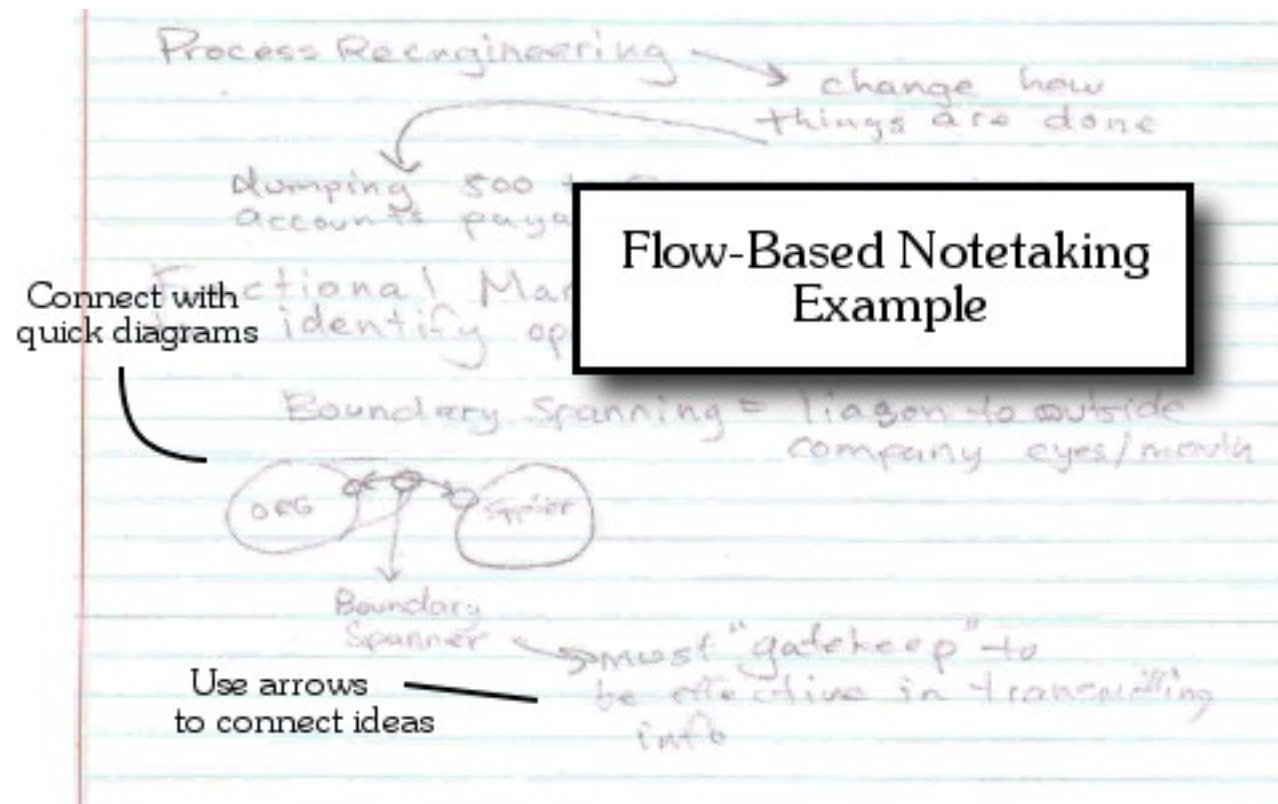 Process Reengineering
change how
things are done
dumping 500
accounts
Flow-Based Notetaking
Example
Connect with
quick diagrams
identify
Boundary Spanning = liason to outside
company eyes/mouth
ORG
Supplier
Boundary
Spanner
must "gatekeep" to
be effective in transmitting
info
Use arrows
to connect ideas